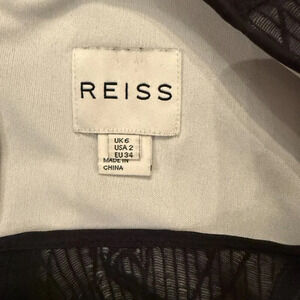 REISS
UK 6
USA 2
EU 34
MADE IN
CHINA